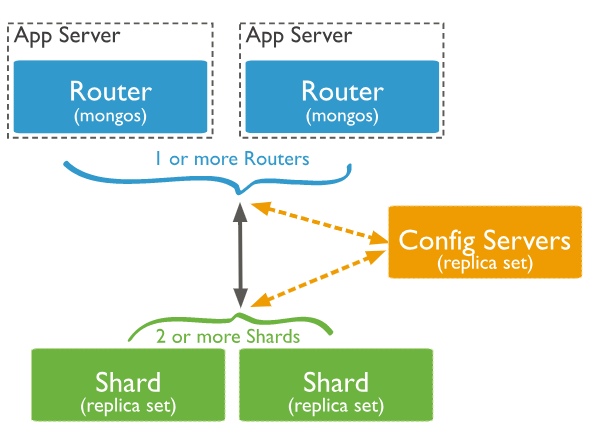 App Server
App Server
Router
(mongos)
Router
(mongos)
1 or more Routers
Config Servers
(replica set)
2 or more Shards
Shard
(replica set)
Shard
(replica set)